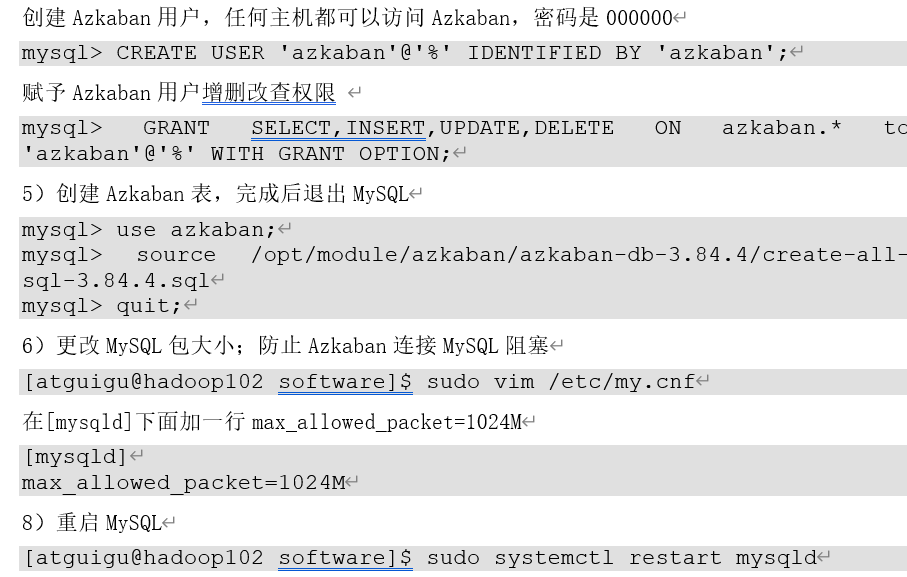 创建 Azkaban 用户，任何主机都可以访问 Azkaban，密码是 000000↵
mysql> CREATE USER 'azkaban'@'%' IDENTIFIED BY 'azkaban';↵
赋予 Azkaban 用户增删改查权限 ↵
mysql> GRANT SELECT,INSERT,UPDATE,DELETE ON azkaban.* to
'azkaban'@'%' WITH GRANT OPTION;↵
5）创建 Azkaban 表，完成后退出 MySQL↵
mysql> use azkaban;↵
mysql> source /opt/module/azkaban/azkaban-db-3.84.4/create-all-
sql-3.84.4.sql↵
mysql> quit;↵
6）更改 MySQL 包大小；防止 Azkaban 连接 MySQL 阻塞↵
[atguigu@hadoop102 software]$ sudo vim /etc/my.cnf↵
在[mysqld]下面加一行 max_allowed_packet=1024M↵
[mysqld]↵
max_allowed_packet=1024M↵
8）重启 MySQL↵
[atguigu@hadoop102 software]$ sudo systemctl restart mysqld↵